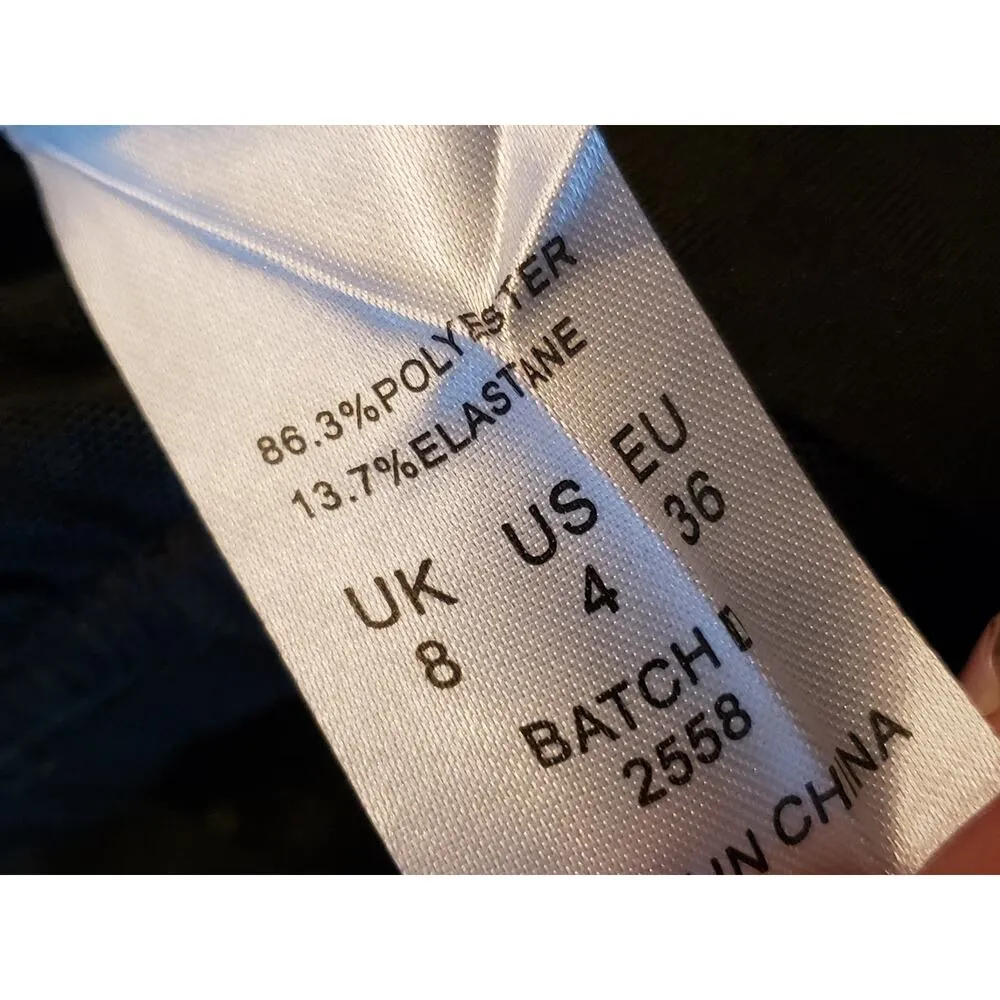 86.3%POLYESTER
13.7%ELASTANE
UK US EU
8 4 36
BATCH
2558
IN CHINA